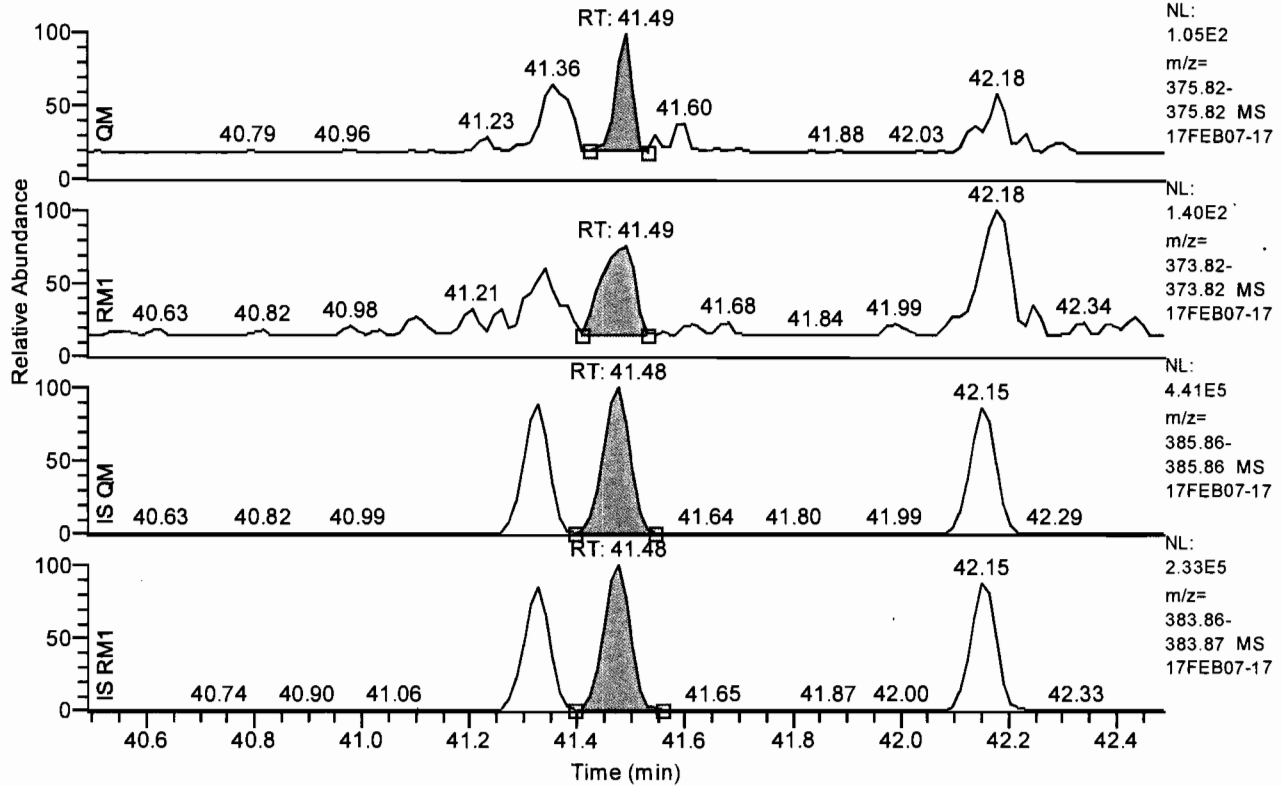 Relative Abundance
RT: 41.49
100
50
0
QM
40.79 40.96 41.23 41.36 41.60 41.88 42.03 42.18
NL:
1.05E2
m/z=
375.82-
375.82 MS
17FEB07-17
RT: 41.49
100
50
0
RM1
40.63 40.82 40.98 41.21 41.68 41.84 41.99 42.18 42.34
NL:
1.40E2
m/z=
373.82-
373.82 MS
17FEB07-17
RT: 41.48
100
50
0
IS QM
40.63 40.82 40.99 41.64 41.80 41.99 42.15 42.29
NL:
4.41E5
m/z=
385.86-
385.86 MS
17FEB07-17
RT: 41.48
100
50
0
IS RM1
40.74 40.90 41.06 41.65 41.87 42.00 42.15 42.33
NL:
2.33E5
m/z=
383.86-
383.87 MS
17FEB07-17
40.6 40.8 41.0 41.2 41.4 41.6 41.8 42.0 42.2 42.4
Time (min)